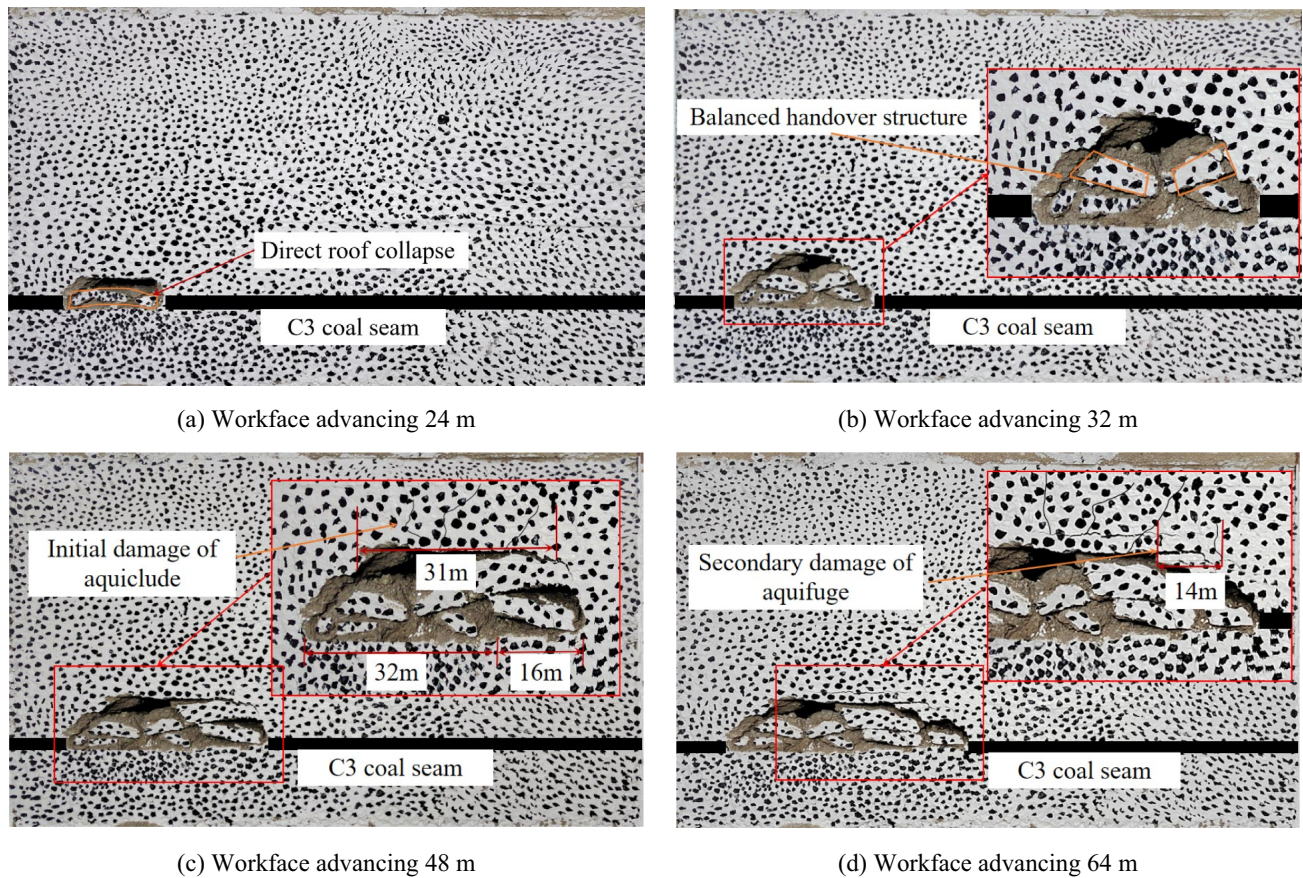 Direct roof collapse
C3 coal seam
(a) Workface advancing 24 m
Balanced handover structure
C3 coal seam
(b) Workface advancing 32 m
Initial damage of
aquiclude
31m
32m
16m
C3 coal seam
(c) Workface advancing 48 m
Secondary damage of
aquifuge
14m
C3 coal seam
(d) Workface advancing 64 m